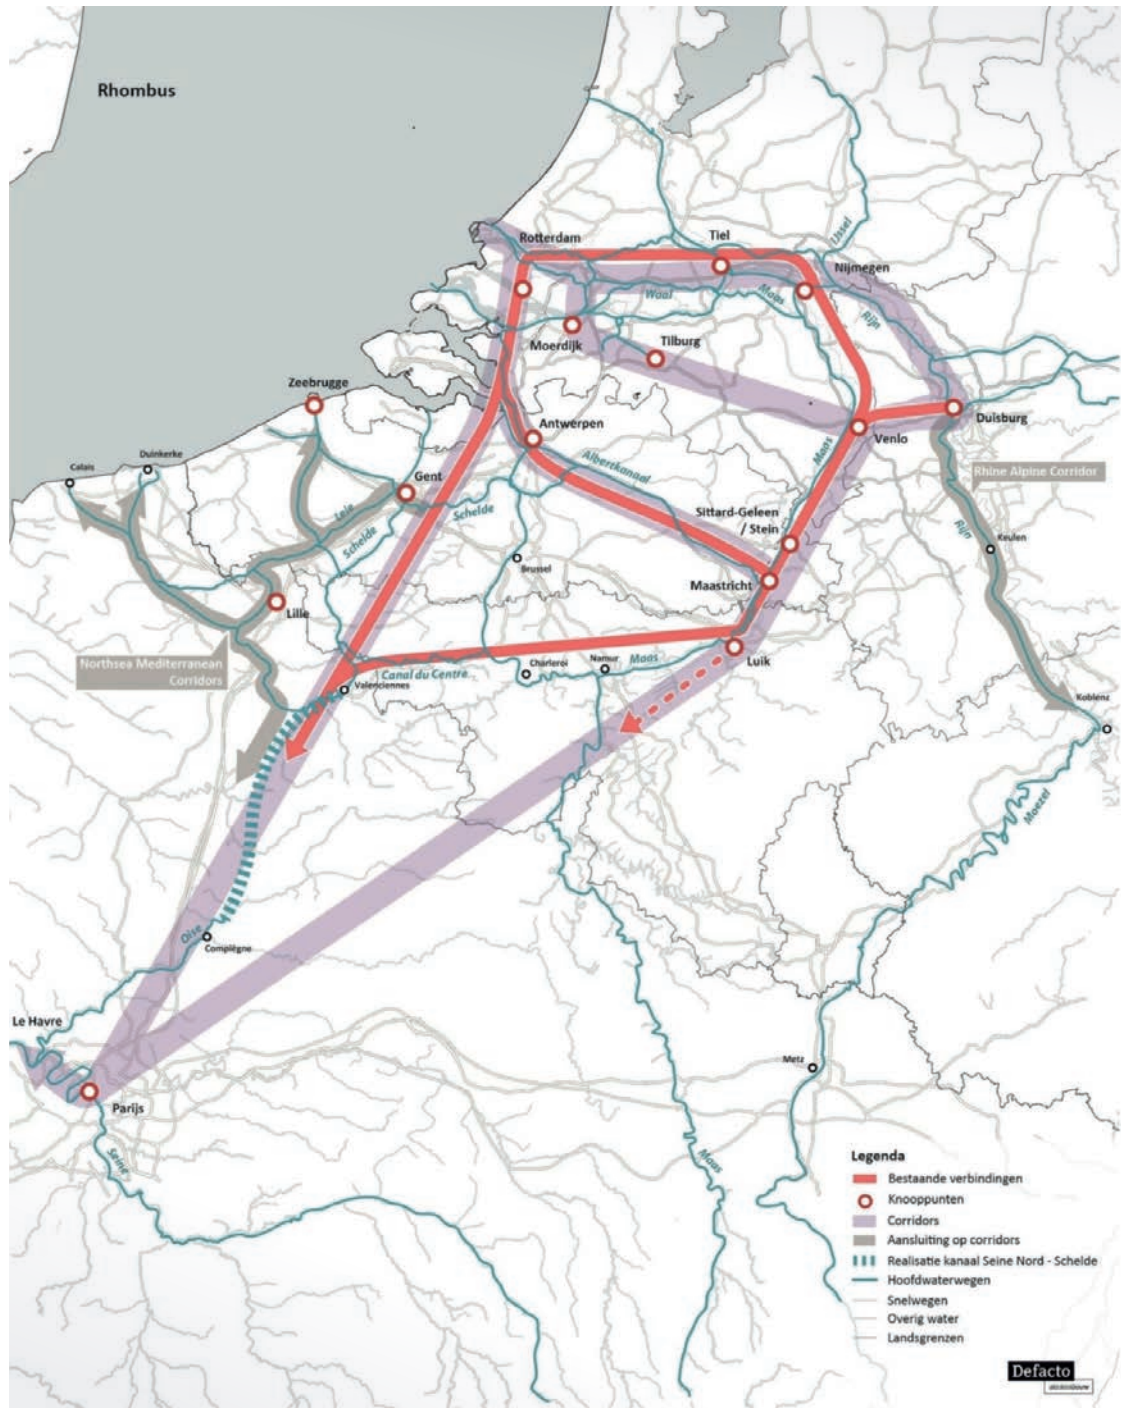 Rhombus
IJssel
Rotterdam
Tiel
Nijmegen
Waal
Maas
Rijn
Moerdijk
Tilburg
Zeebrugge
Antwerpen
Venlo
Duisburg
Calais
Duinkerke
Gent
Albertkanaal
Maas
Rhine Alpine Corridor
Leie
Schelde
Schelde
Sittard-Geleen
/ Stein
Rijn
Keulen
Brussel
Maastricht
Lille
Northsea Mediterranean
Corridors
Canal du Centre
Valenciennes
Charleroi
Namur
Maas
Luik
Koblenz
Moezel
Oise
Complègne
Le Havre
Parijs
Metz
Seine
Maas
Legenda
Bestaande verbindingen
Knooppunten
Corridors
Aansluiting op corridors
Realisatie kanaal Seine Nord - Schelde
Hoofdwaterwegen
Snelwegen
Overig water
Landsgrenzen
Defacto